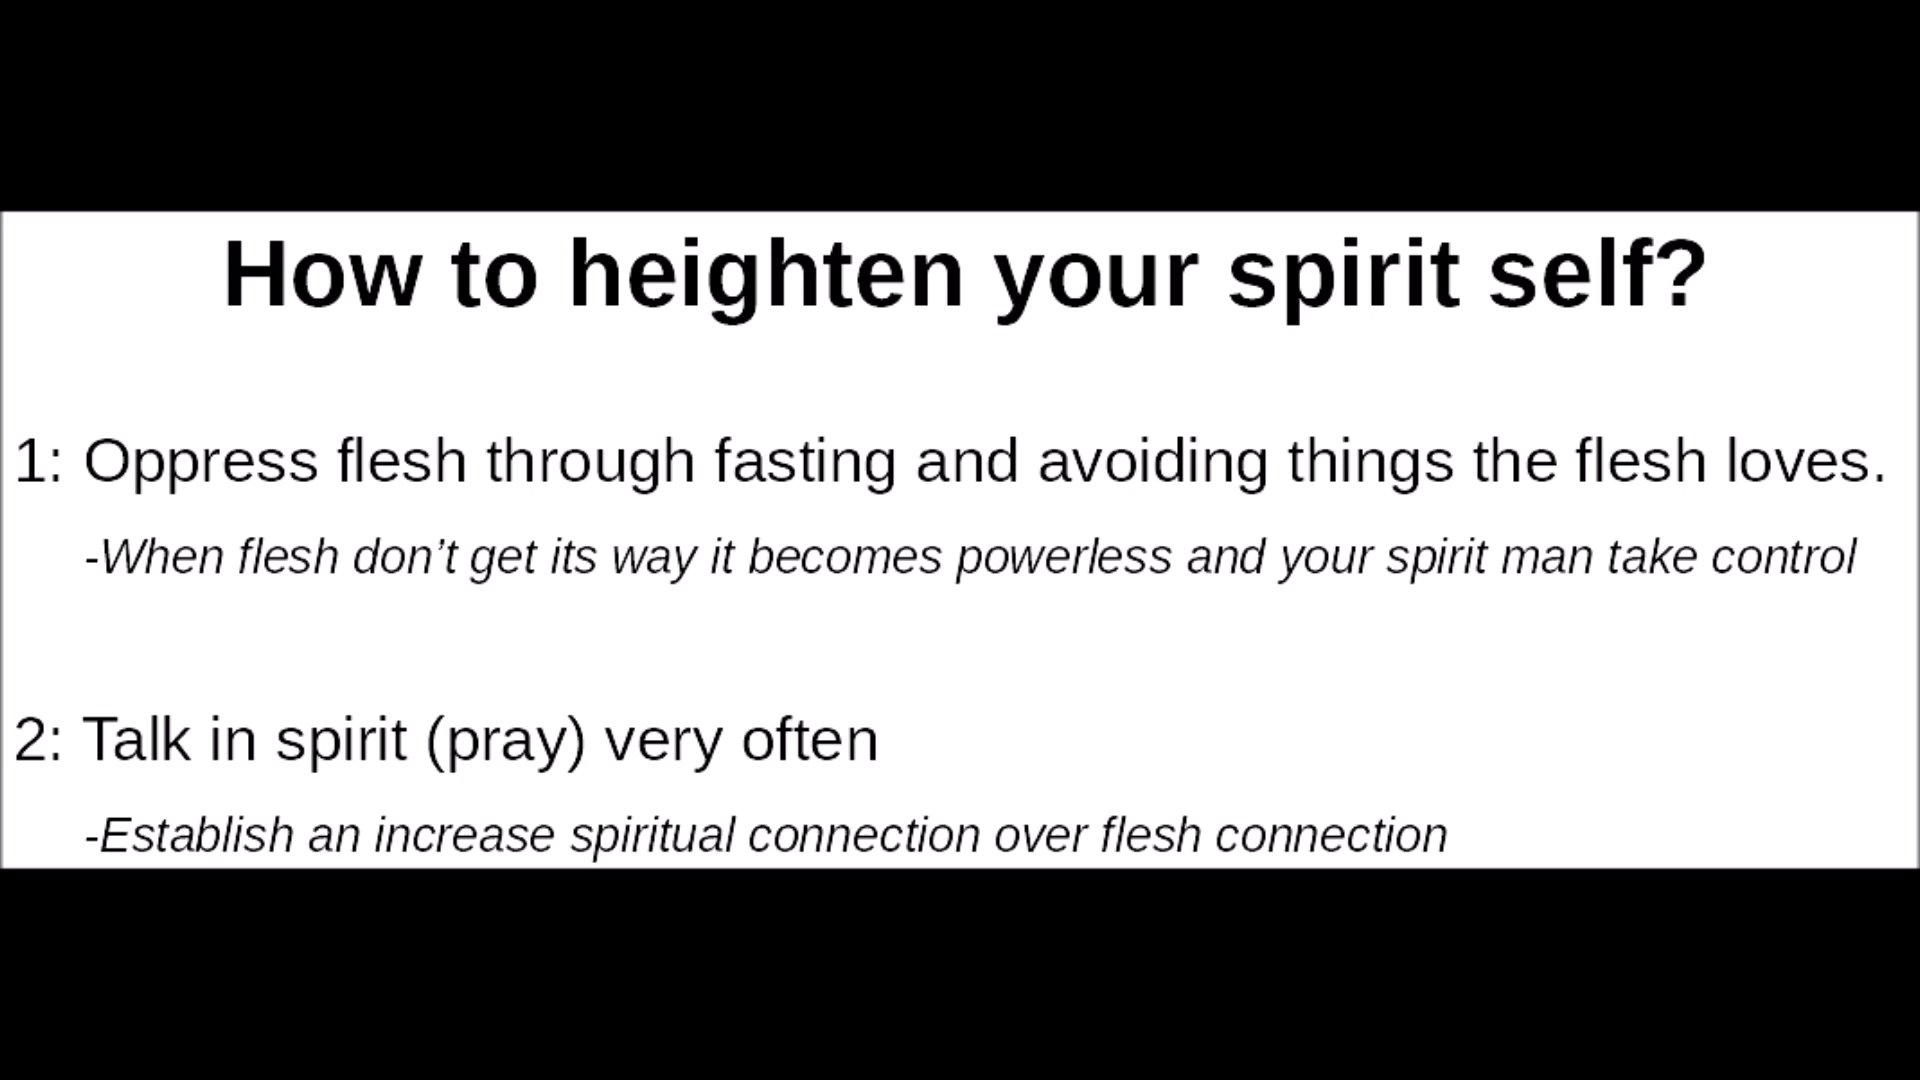 How to heighten your spirit self?
1: Oppress flesh through fasting and avoiding things the flesh loves.
-When flesh don’t get its way it becomes powerless and your spirit man take control
2: Talk in spirit (pray) very often
-Establish an increase spiritual connection over flesh connection